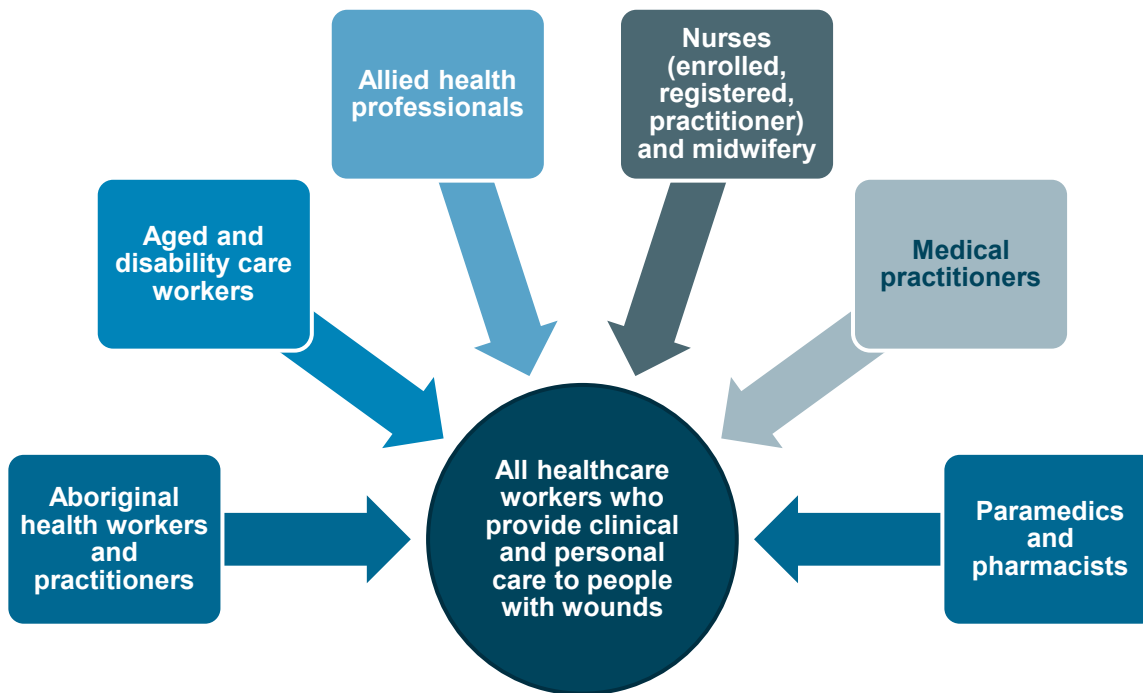 Nurses
(enrolled,
registered,
practitioner)
and midwifery
Allied health
professionals
Aged and
disability care
workers
Medical
practitioners
Aboriginal
health workers
and
practitioners
All healthcare
workers who
provide clinical
and personal
care to people
with wounds
Paramedics
and
pharmacists